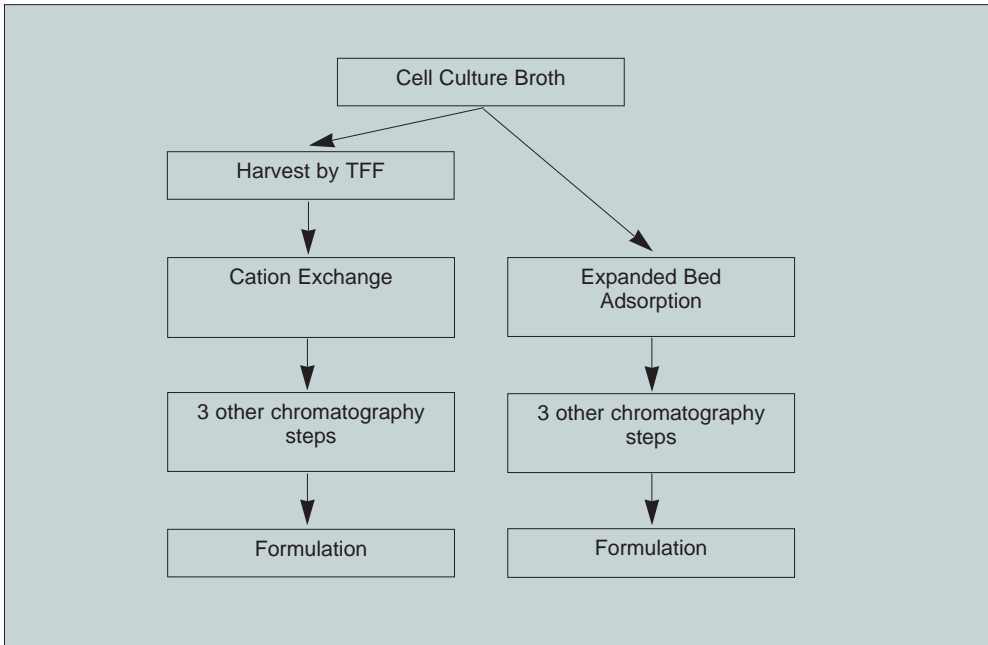 Cell Culture Broth
Harvest by TFF
Cation Exchange
Expanded Bed
Adsorption
3 other chromatography
steps
3 other chromatography
steps
Formulation
Formulation